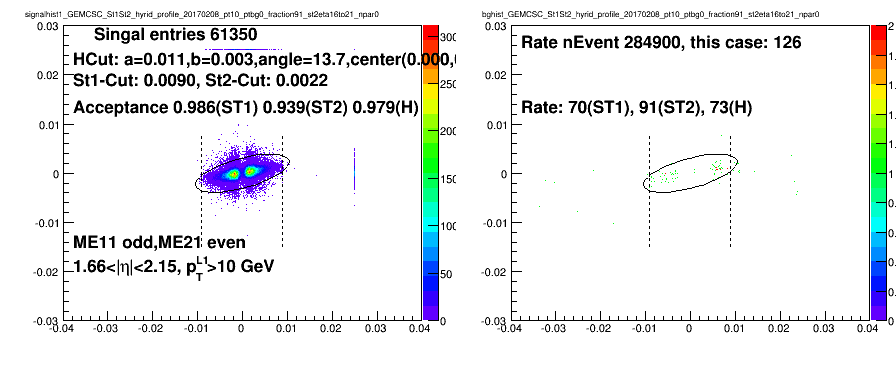 signalhist1_GEMCSC_St1St2_hyrid_profile_20170208_pt10_ptbg0_fraction91_st2eta16to21_npar0
Singal entries 61350
HCut: a=0.011,b=0.003,angle=13.7,center(0.000,
St1-Cut: 0.0090, St2-Cut: 0.0022
Acceptance 0.986(ST1) 0.939(ST2) 0.979(H)
ME11 odd,ME21 even
1.66<|η|<2.15, p_T^L1>10 GeV
0.03
0.02
0.01
0
-0.01
-0.02
-0.03
-0.04 -0.03 -0.02 -0.01 0 0.01 0.02 0.03 0.04
300
250
200
150
100
50
0
bghist_GEMCSC_St1St2_hyrid_profile_20170208_pt10_ptbg0_fraction91_st2eta16to21_npar0
Rate nEvent 284900, this case: 126
Rate: 70(ST1), 91(ST2), 73(H)
0.03
0.02
0.01
0
-0.01
-0.02
-0.03
-0.04 -0.03 -0.02 -0.01 0 0.01 0.02 0.03 0.04